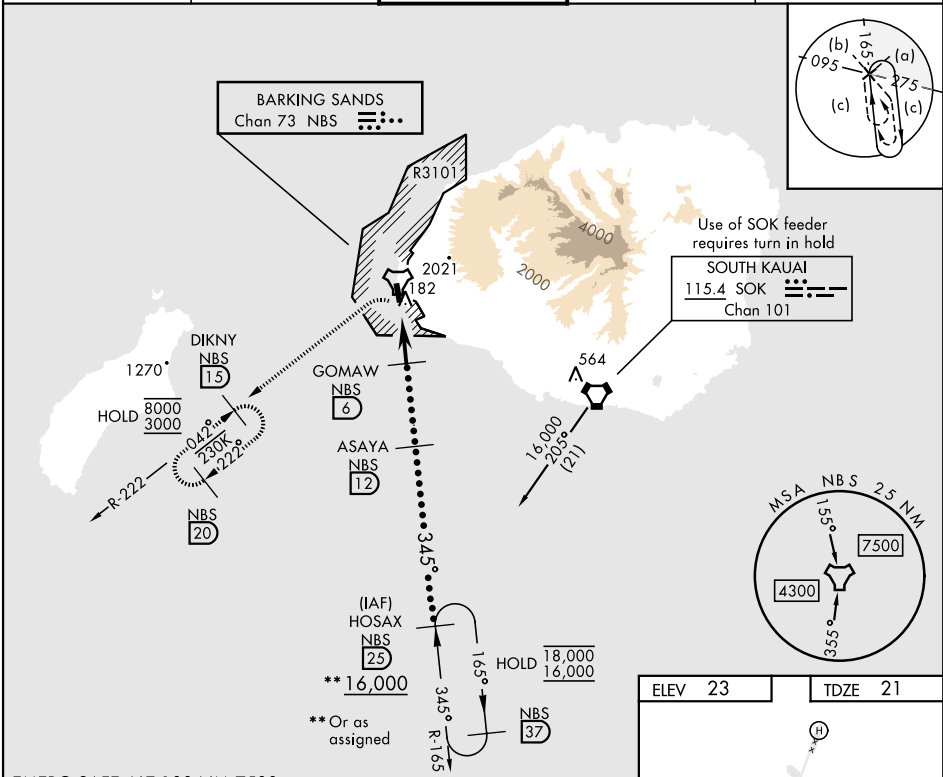 (b)
165
(a)
095
275
(c)
(c)
BARKING SANDS
Chan 73 NBS
R3101
4000
2021
2000
182
Use of SOK feeder
requires turn in hold
SOUTH KAUAI
115.4 SOK
Chan 101
DIKNY
NBS
15
1270
HOLD 8000
3000
042°
230K
222°
R-222
NBS
20
GOMAW
NBS
6
ASAYA
NBS
12
564
16,000
205°
(21)
345°
MSA NBS 25 NM
155°
7500
4300
355°
(IAF)
HOSAX
NBS
25
** 16,000
** Or as
assigned
165°
345°
R-165
HOLD 18,000
16,000
NBS
37
ELEV 23
TDZE 21
H